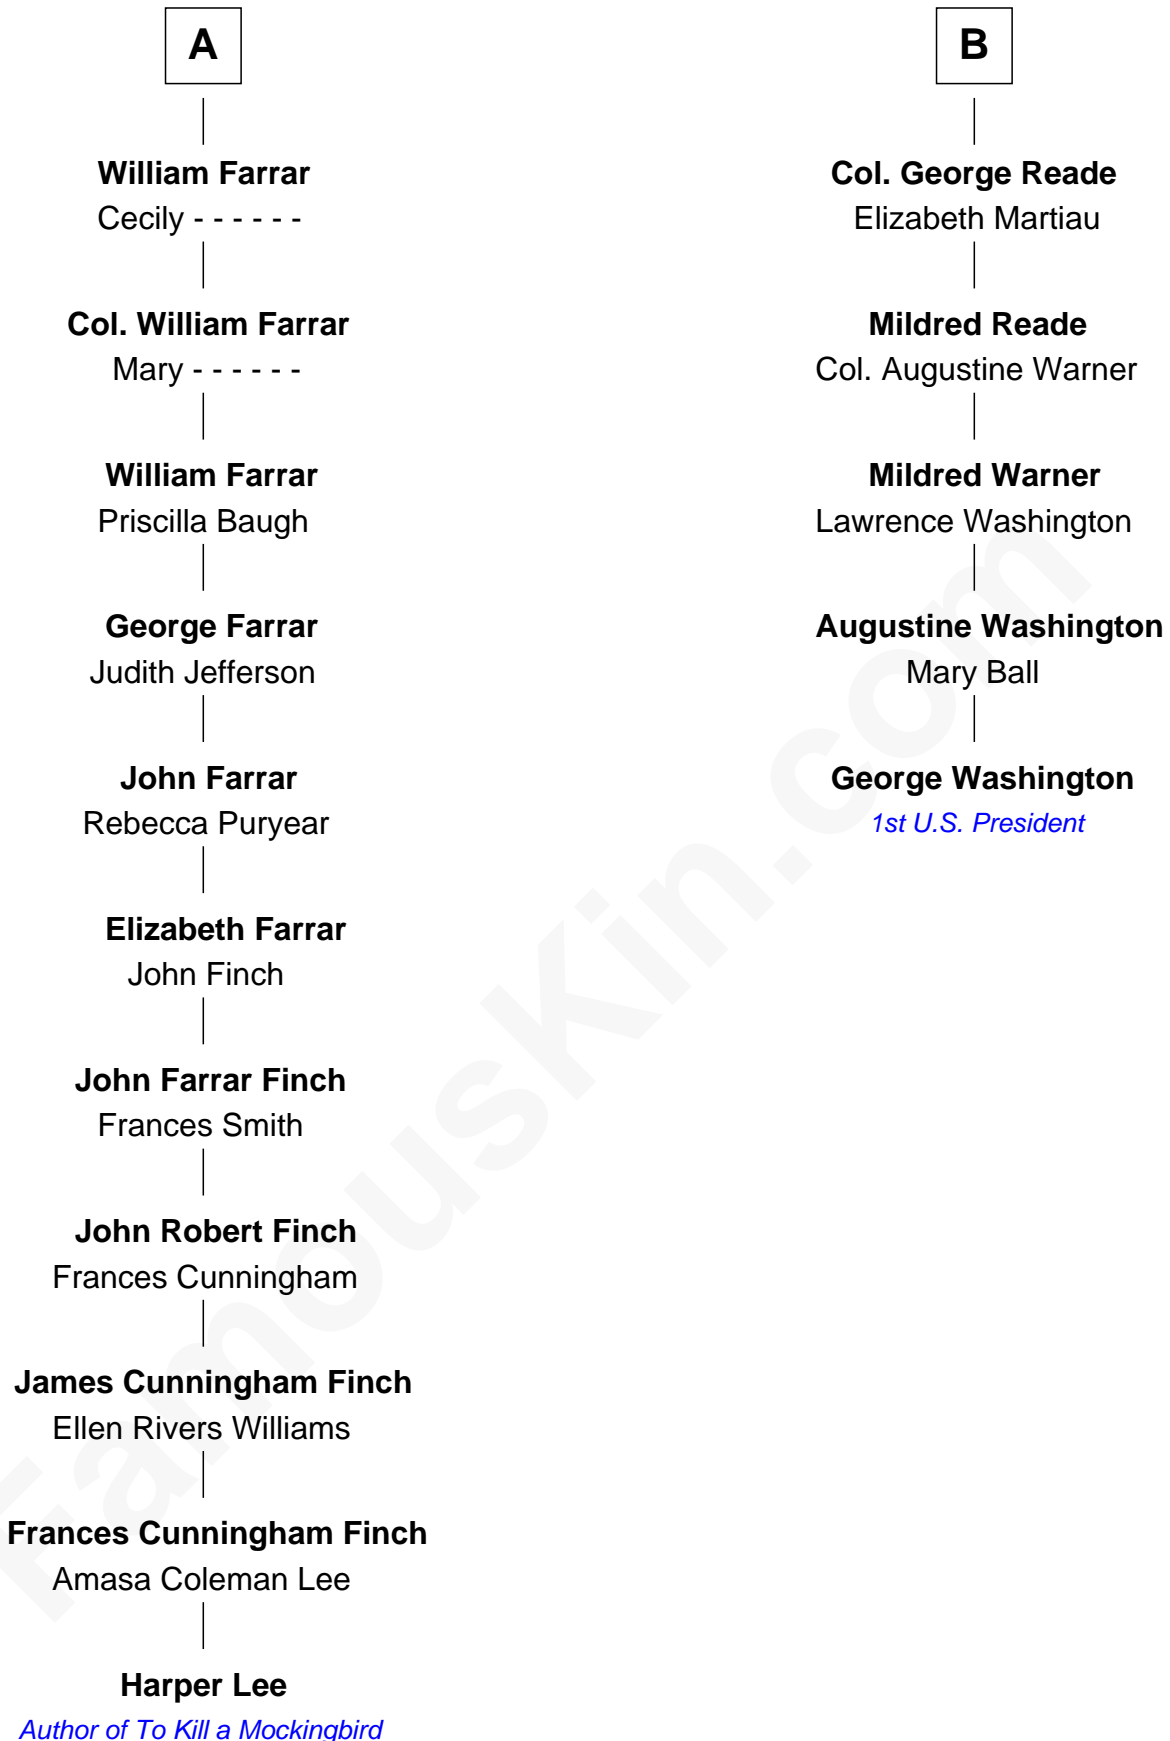 A
William Farrar
Cecily - - - - - -
Col. William Farrar
Mary - - - - - -
William Farrar
Priscilla Baugh
George Farrar
Judith Jefferson
John Farrar
Rebecca Puryear
Elizabeth Farrar
John Finch
John Farrar Finch
Frances Smith
John Robert Finch
Frances Cunningham
James Cunningham Finch
Ellen Rivers Williams
Frances Cunningham Finch
Amasa Coleman Lee
Harper Lee
Author of To Kill a Mockingbird
B
Col. George Reade
Elizabeth Martiau
Mildred Reade
Col. Augustine Warner
Mildred Warner
Lawrence Washington
Augustine Washington
Mary Ball
George Washington
1st U.S. President
FamousKin.com